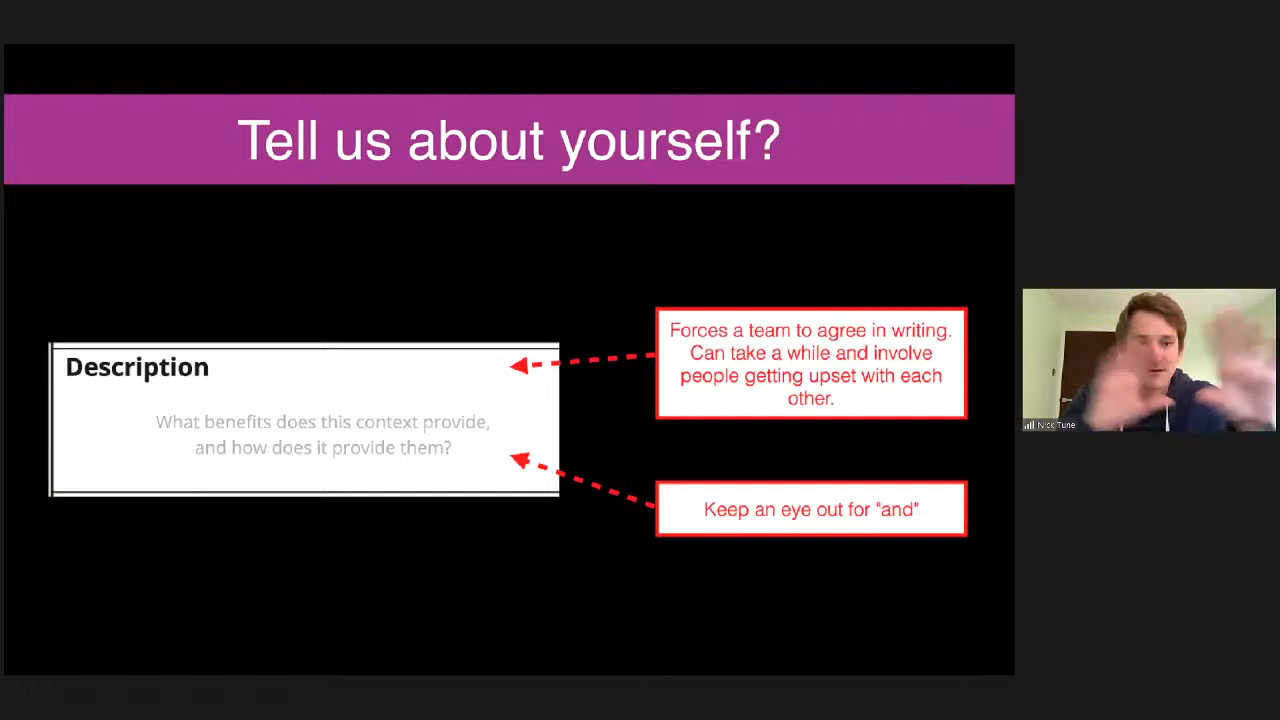 Tell us about yourself?
Description
What benefits does this context provide,
and how does it provide them?
Forces a team to agree in writing.
Can take a while and involve
people getting upset with each
other.
Keep an eye out for "and"
Nick Tune